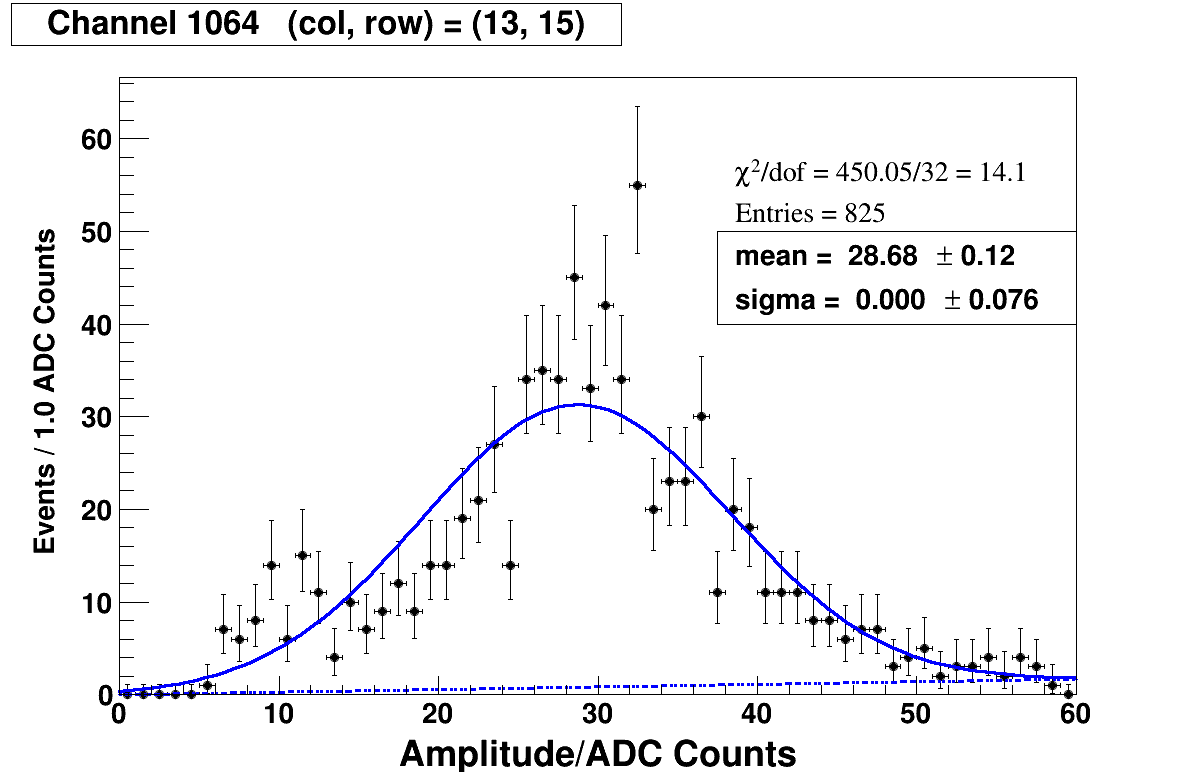 Channel 1064 (col, row) = (13, 15)
χ²/dof = 450.05/32 = 14.1
Entries = 825
mean = 28.68 ± 0.12
sigma = 0.000 ± 0.076
Events / 1.0 ADC Counts
60
50
40
30
20
10
0
0 10 20 30 40 50 60
Amplitude/ADC Counts